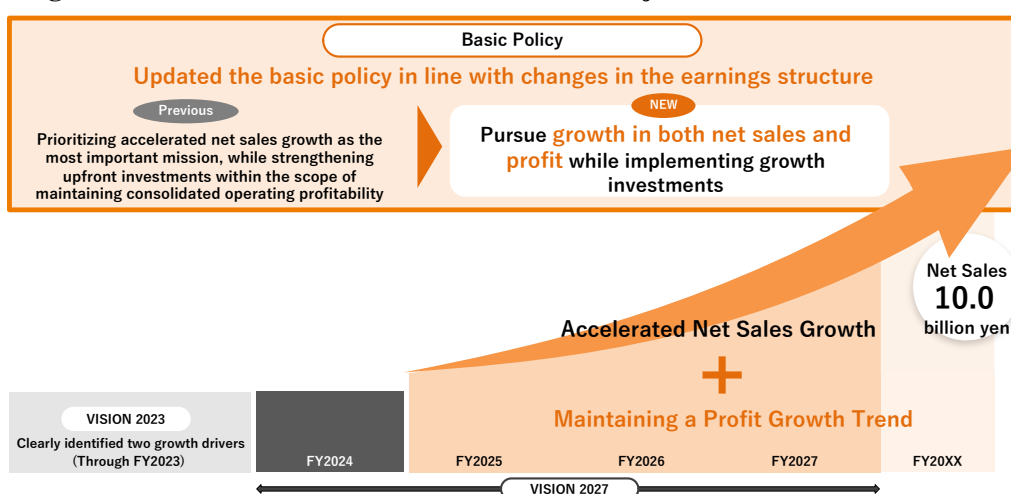 Basic Policy
Updated the basic policy in line with changes in the earnings structure
Previous
Prioritizing accelerated net sales growth as the
most important mission, while strengthening
upfront investments within the scope of
maintaining consolidated operating profitability
NEW
Pursue growth in both net sales and
profit while implementing growth
investments
Net Sales
10.0
billion yen
Accelerated Net Sales Growth
+
Maintaining a Profit Growth Trend
VISION 2023
Clearly identified two growth drivers
(Through FY2023)
FY2024
FY2025
FY2026
FY2027
FY20XX
VISION 2027